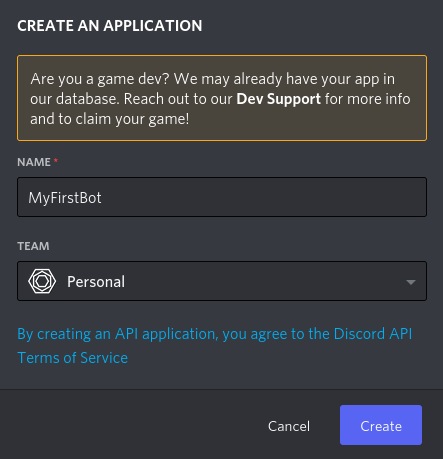 CREATE AN APPLICATION
Are you a game dev? We may already have your app in
our database. Reach out to our Dev Support for more info
and to claim your game!
NAME *
MyFirstBot
TEAM
Personal
By creating an API application, you agree to the Discord API
Terms of Service
Cancel
Create